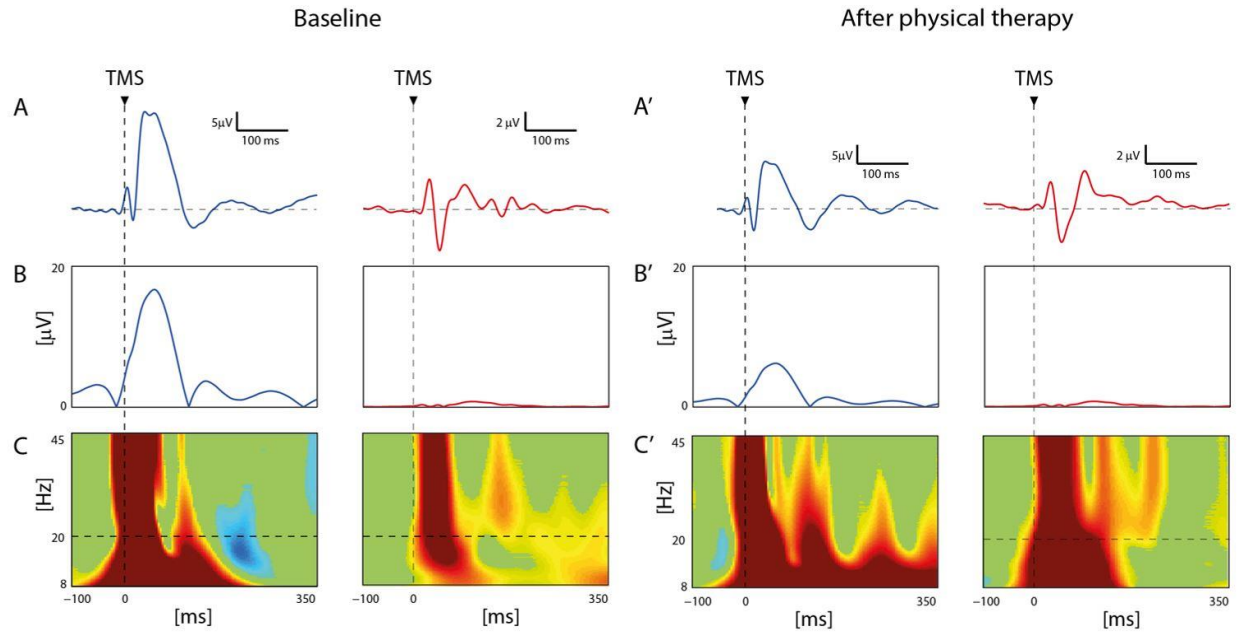 Baseline
After physical therapy
TMS
TMS
TMS
TMS
A
5μV
100 ms
2 μV
100 ms
A′
5μV
100 ms
2 μV
100 ms
B
20
[μV]
0
B′
20
[μV]
0
C
45
[Hz]
20
8
C′
45
[Hz]
20
8
−100
0
350
−100
0
350
−100
0
350
−100
0
350
[ms]
[ms]
[ms]
[ms]